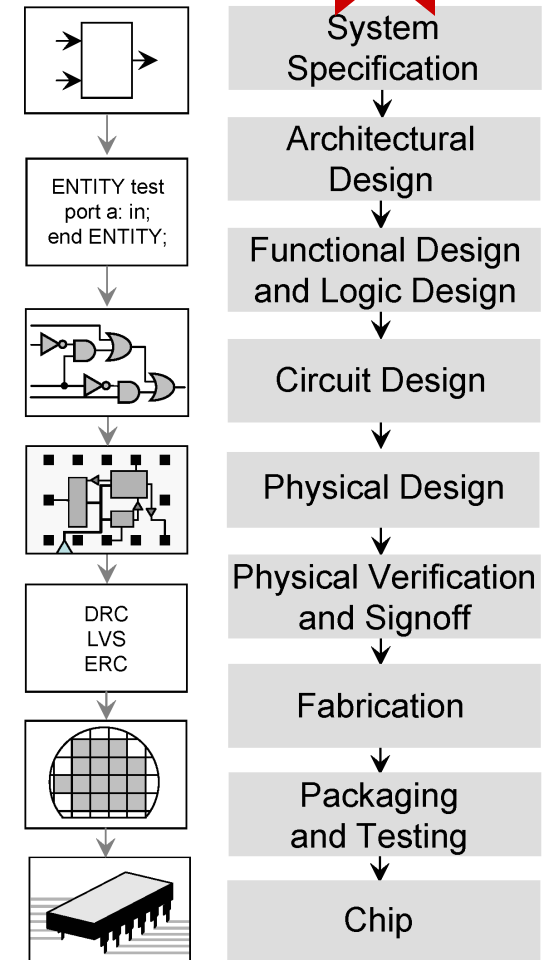 System
Specification
Architectural
Design
ENTITY test
port a: in;
end ENTITY;
Functional Design
and Logic Design
Circuit Design
Physical Design
DRC
LVS
ERC
Physical Verification
and Signoff
Fabrication
Packaging
and Testing
Chip